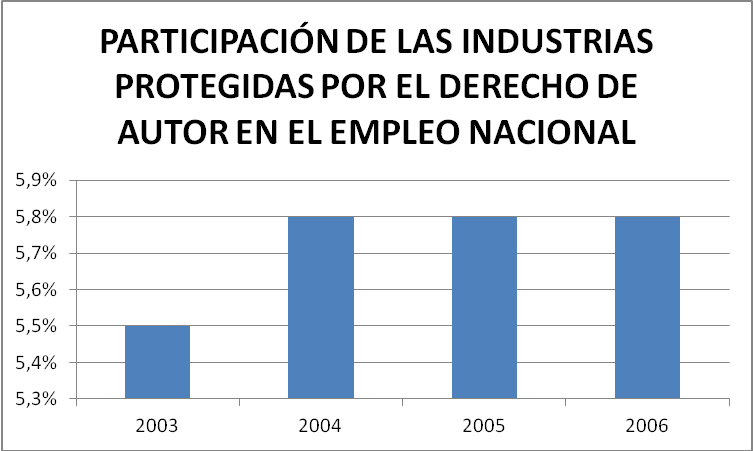 PARTICIPACIÓN DE LAS INDUSTRIAS
PROTEGIDAS POR EL DERECHO DE
AUTOR EN EL EMPLEO NACIONAL
5,9%
5,8%
5,7%
5,6%
5,5%
5,4%
5,3%
2003 2004 2005 2006